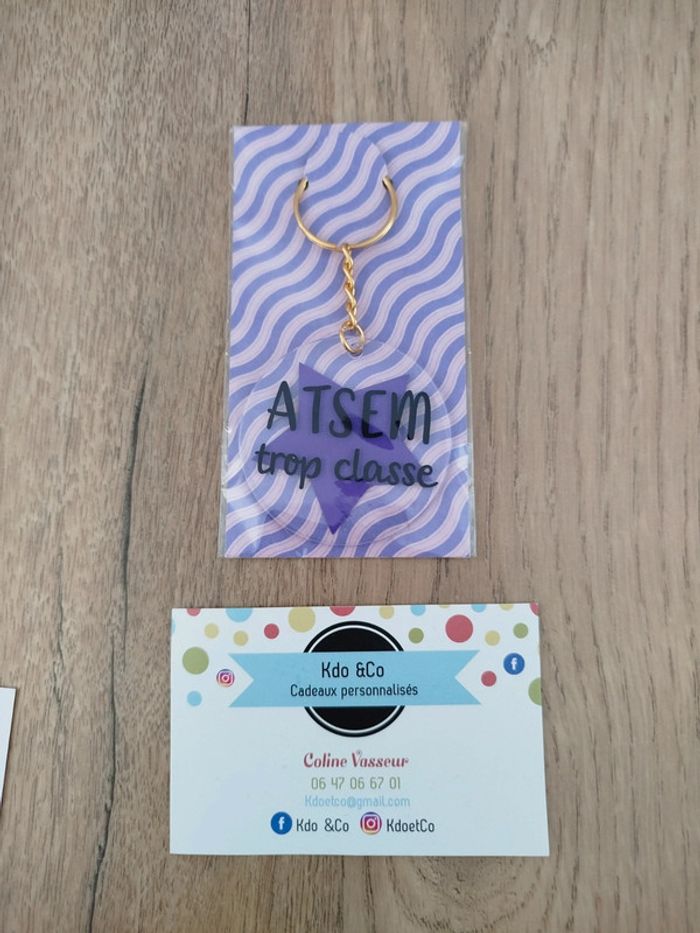 ATSEM
trop classe
Kdo &Co
Cadeaux personnalisés
Coline Vasseur
06 47 06 67 01
Kdoetco@gmail.com
Kdo &Co KdoetCo